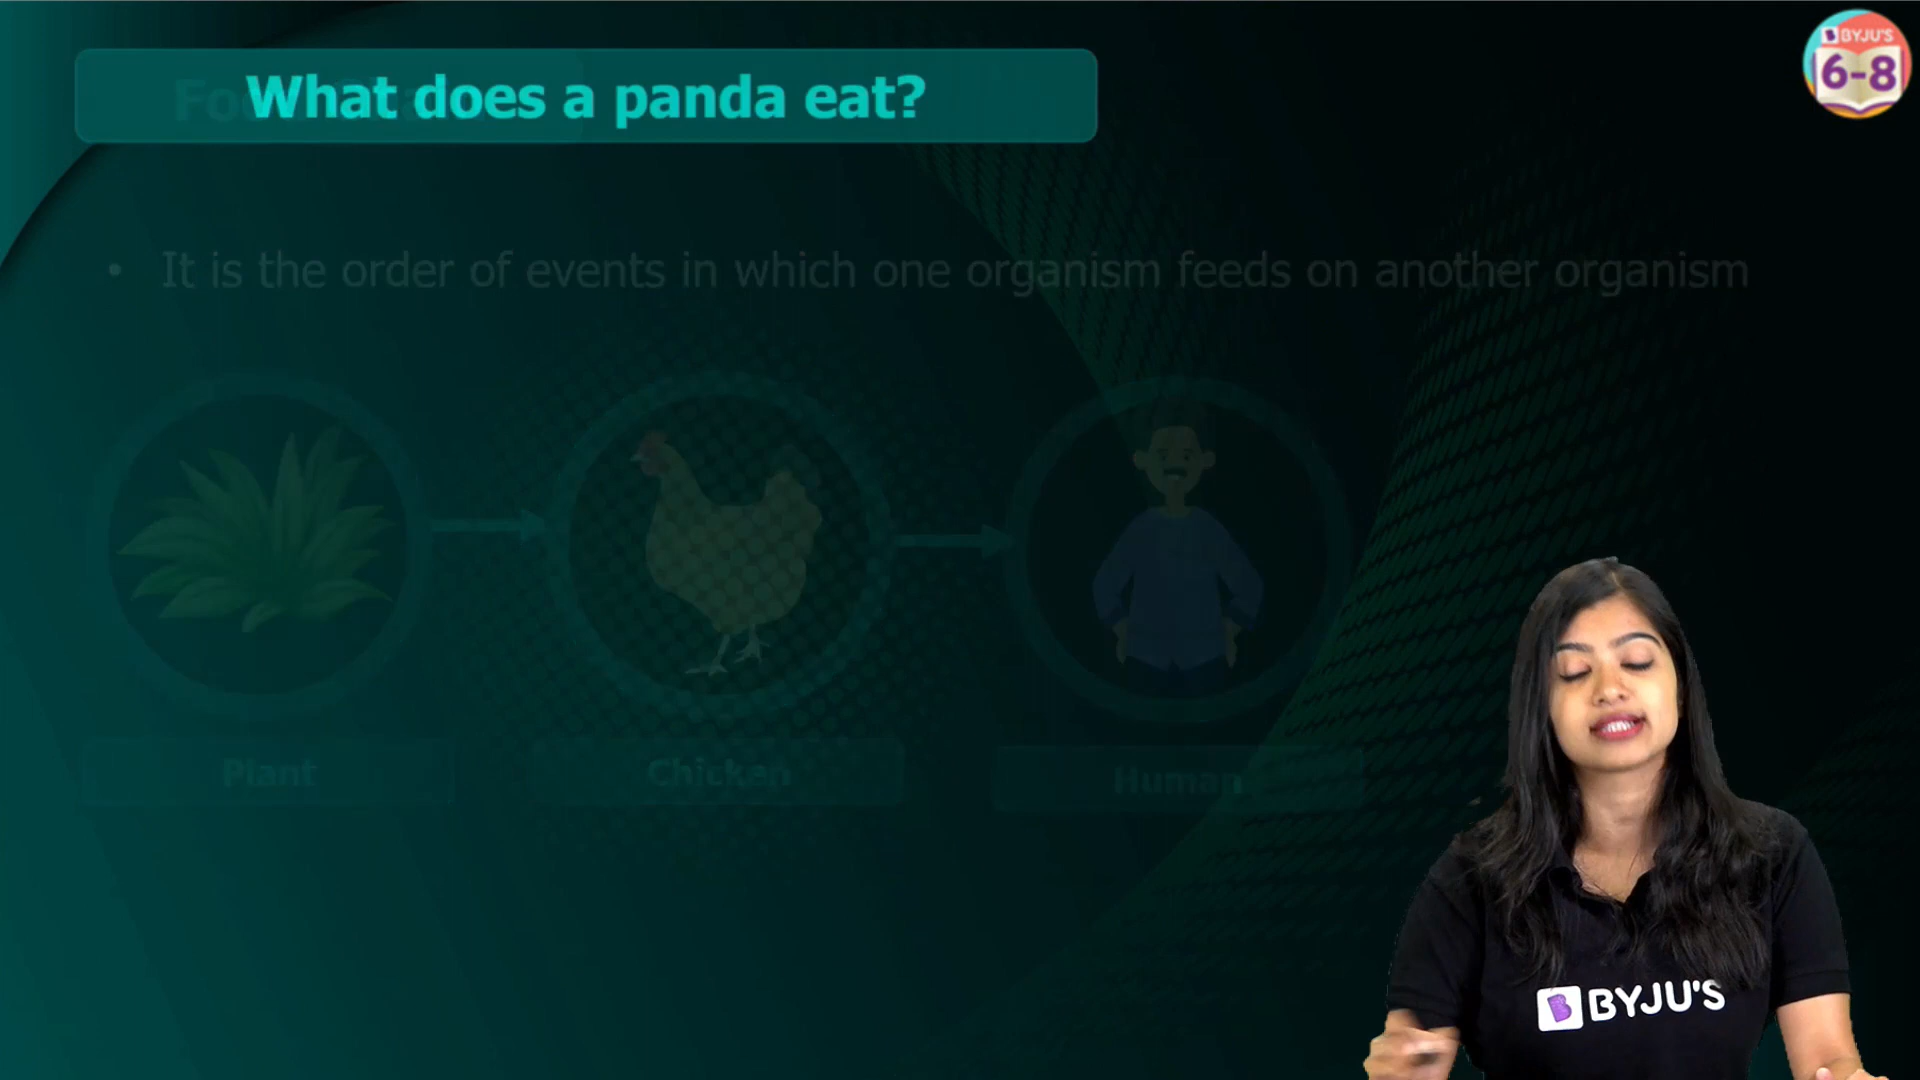 What does a panda eat?
BYJU'S
6-8
• It is the order of events in which one organism feeds on another organism
Plant
Chicken
Human
BYJU'S